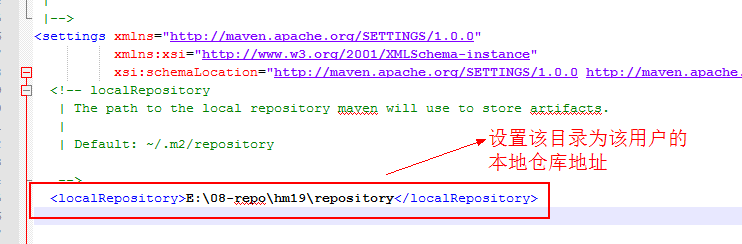 |
|-->
<settings xmlns="http://maven.apache.org/SETTINGS/1.0.0"
xmlns:xsi="http://www.w3.org/2001/XMLSchema-instance"
xsi:schemaLocation="http://maven.apache.org/SETTINGS/1.0.0 http://maven.apache.
<!-- localRepository
| The path to the local repository maven will use to store artifacts.
|
| Default: ~/.m2/repository
-->
<localRepository>E:\08-repo\hm19\repository</localRepository>
设置该目录为该用户的
本地仓库地址